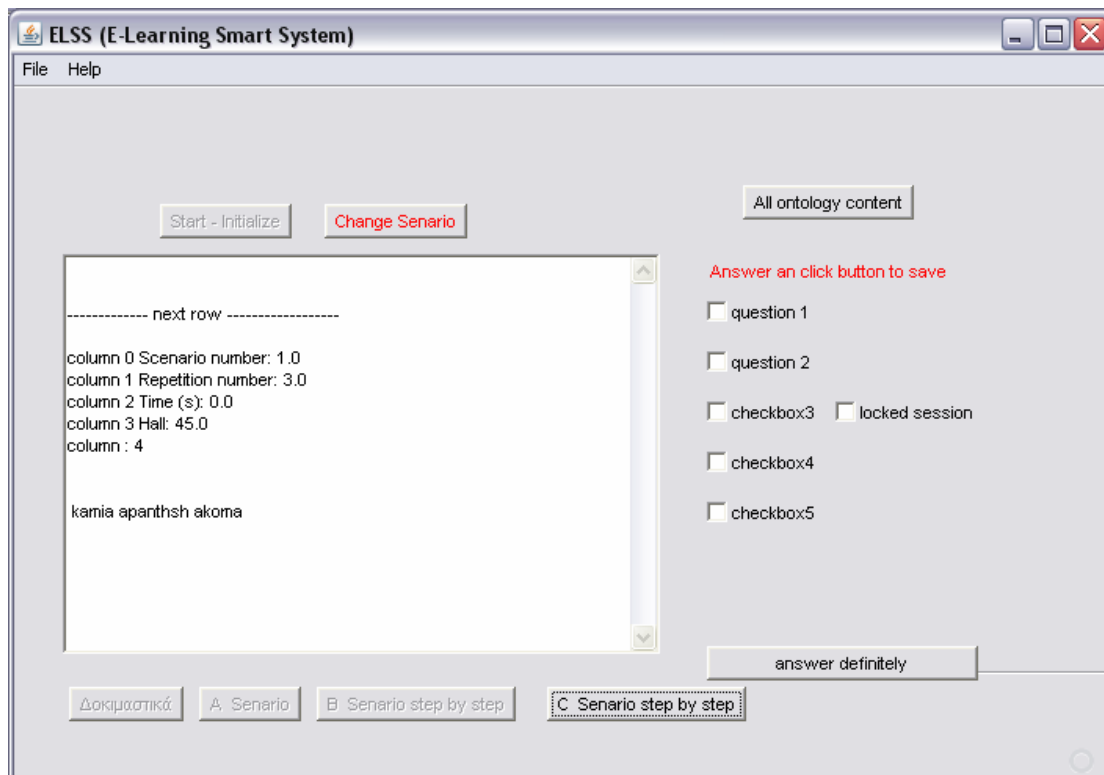 ELSS (E-Learning Smart System)
File Help
All ontology content
Start - Initialize Change Senario
Answer an click button to save
------------- next row ------------------
question 1
column 0 Scenario number: 1.0
column 1 Repetition number: 3.0
question 2
column 2 Time (s): 0.0
column 3 Hall: 45.0
checkbox3 locked session
column : 4
checkbox4
kamia apanthsh akoma
checkbox5
answer definitely
Δοκιμαστικά A Senario B Senario step by step C Senario step by step